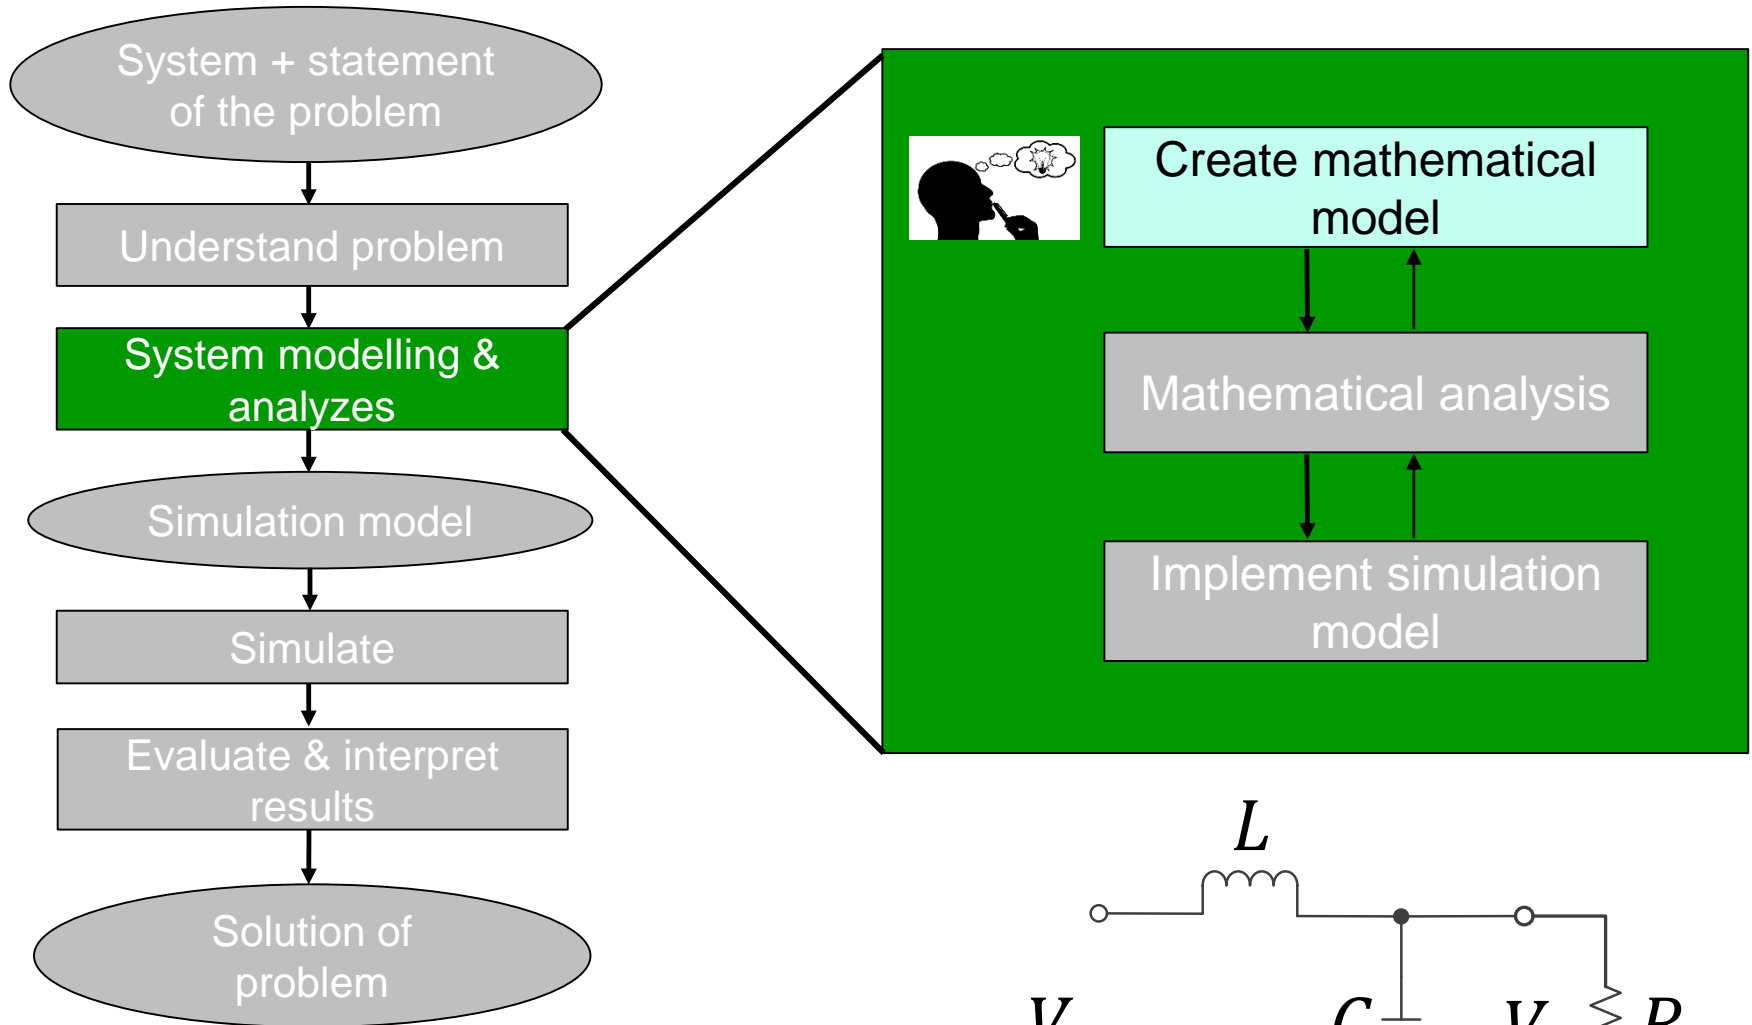 System + statement
of the problem
Understand problem
System modelling &
analyzes
Simulation model
Simulate
Evaluate & interpret
results
Solution of
problem
Create mathematical
model
Mathematical analysis
Implement simulation
model
L
V C V R